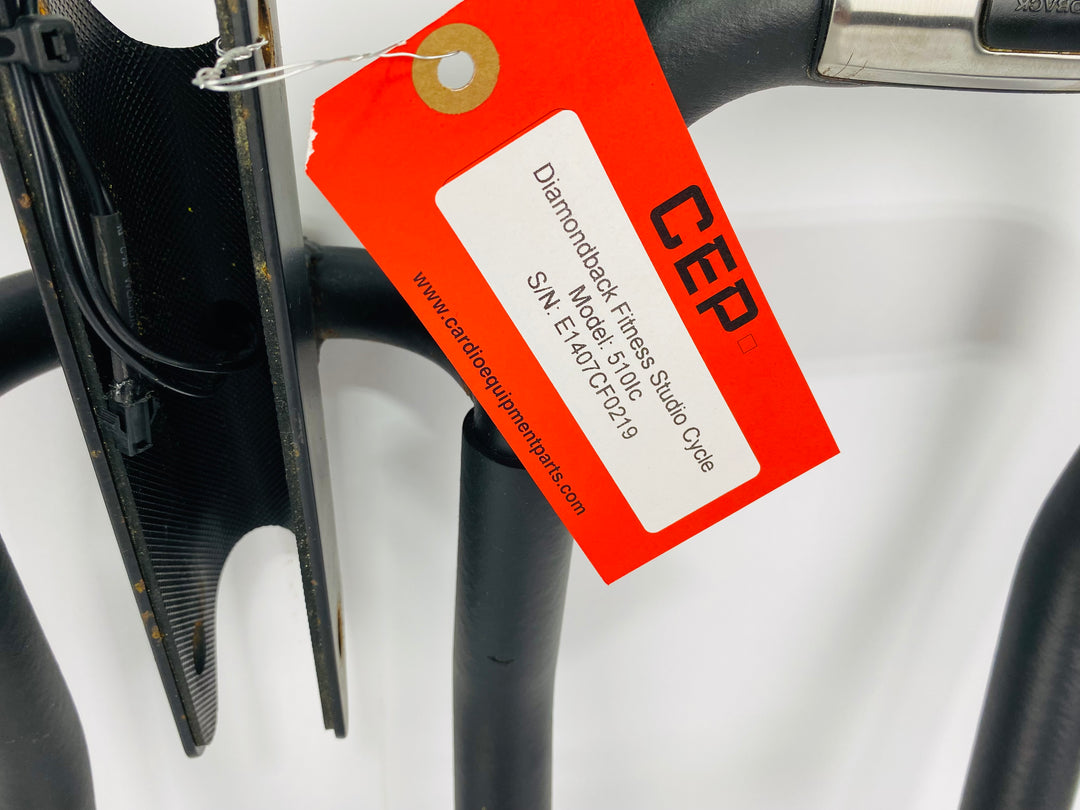 CEP
Diamondback Fitness Studio Cycle
Model: 510Ic
S/N: E1407CF0219
www.cardioequipmentparts.com